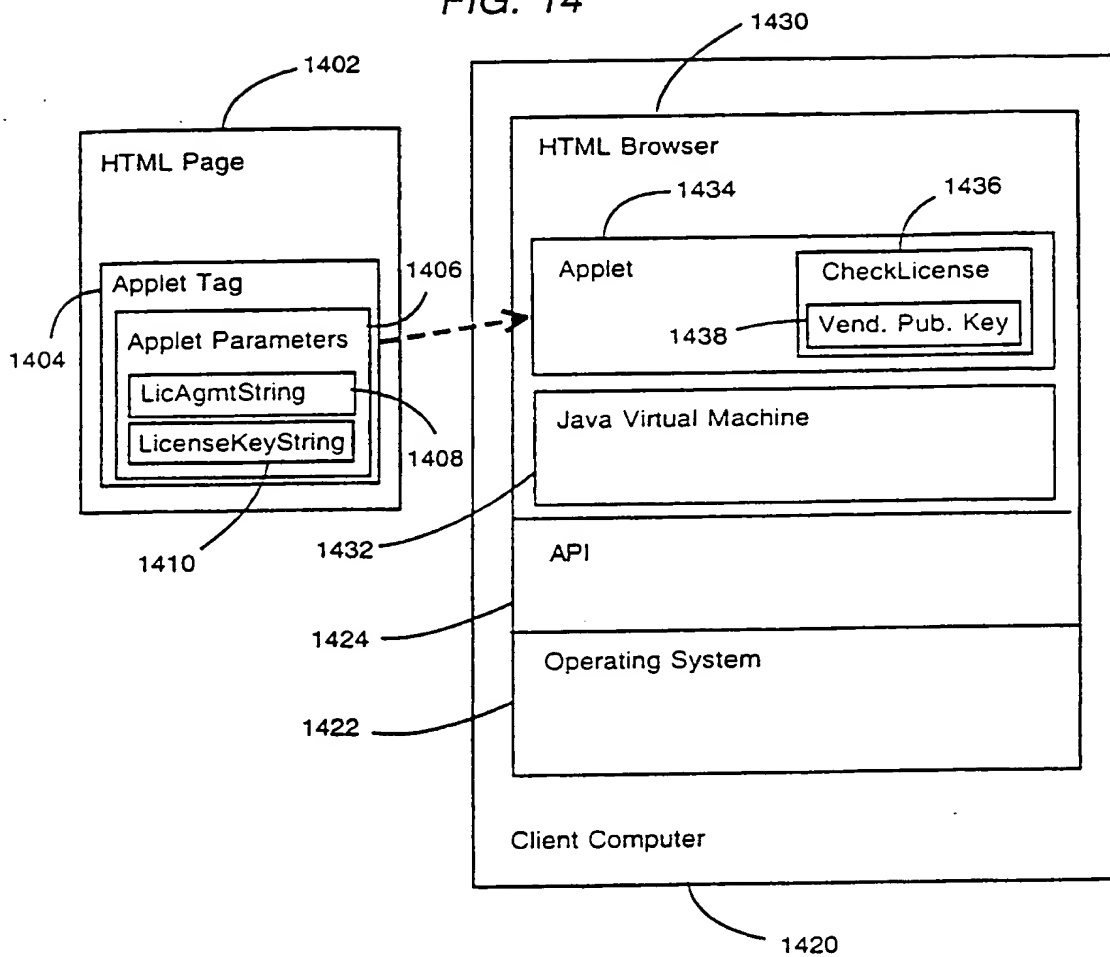 FIG. 14
1430
1402
HTML Page
HTML Browser
1434
1436
Applet
CheckLicense
1438
Vend. Pub. Key
1406
Applet Tag
Applet Parameters
1404
LicAgmtString
LicenseKeyString
1408
1410
Java Virtual Machine
1432
API
1424
Operating System
1422
Client Computer
1420